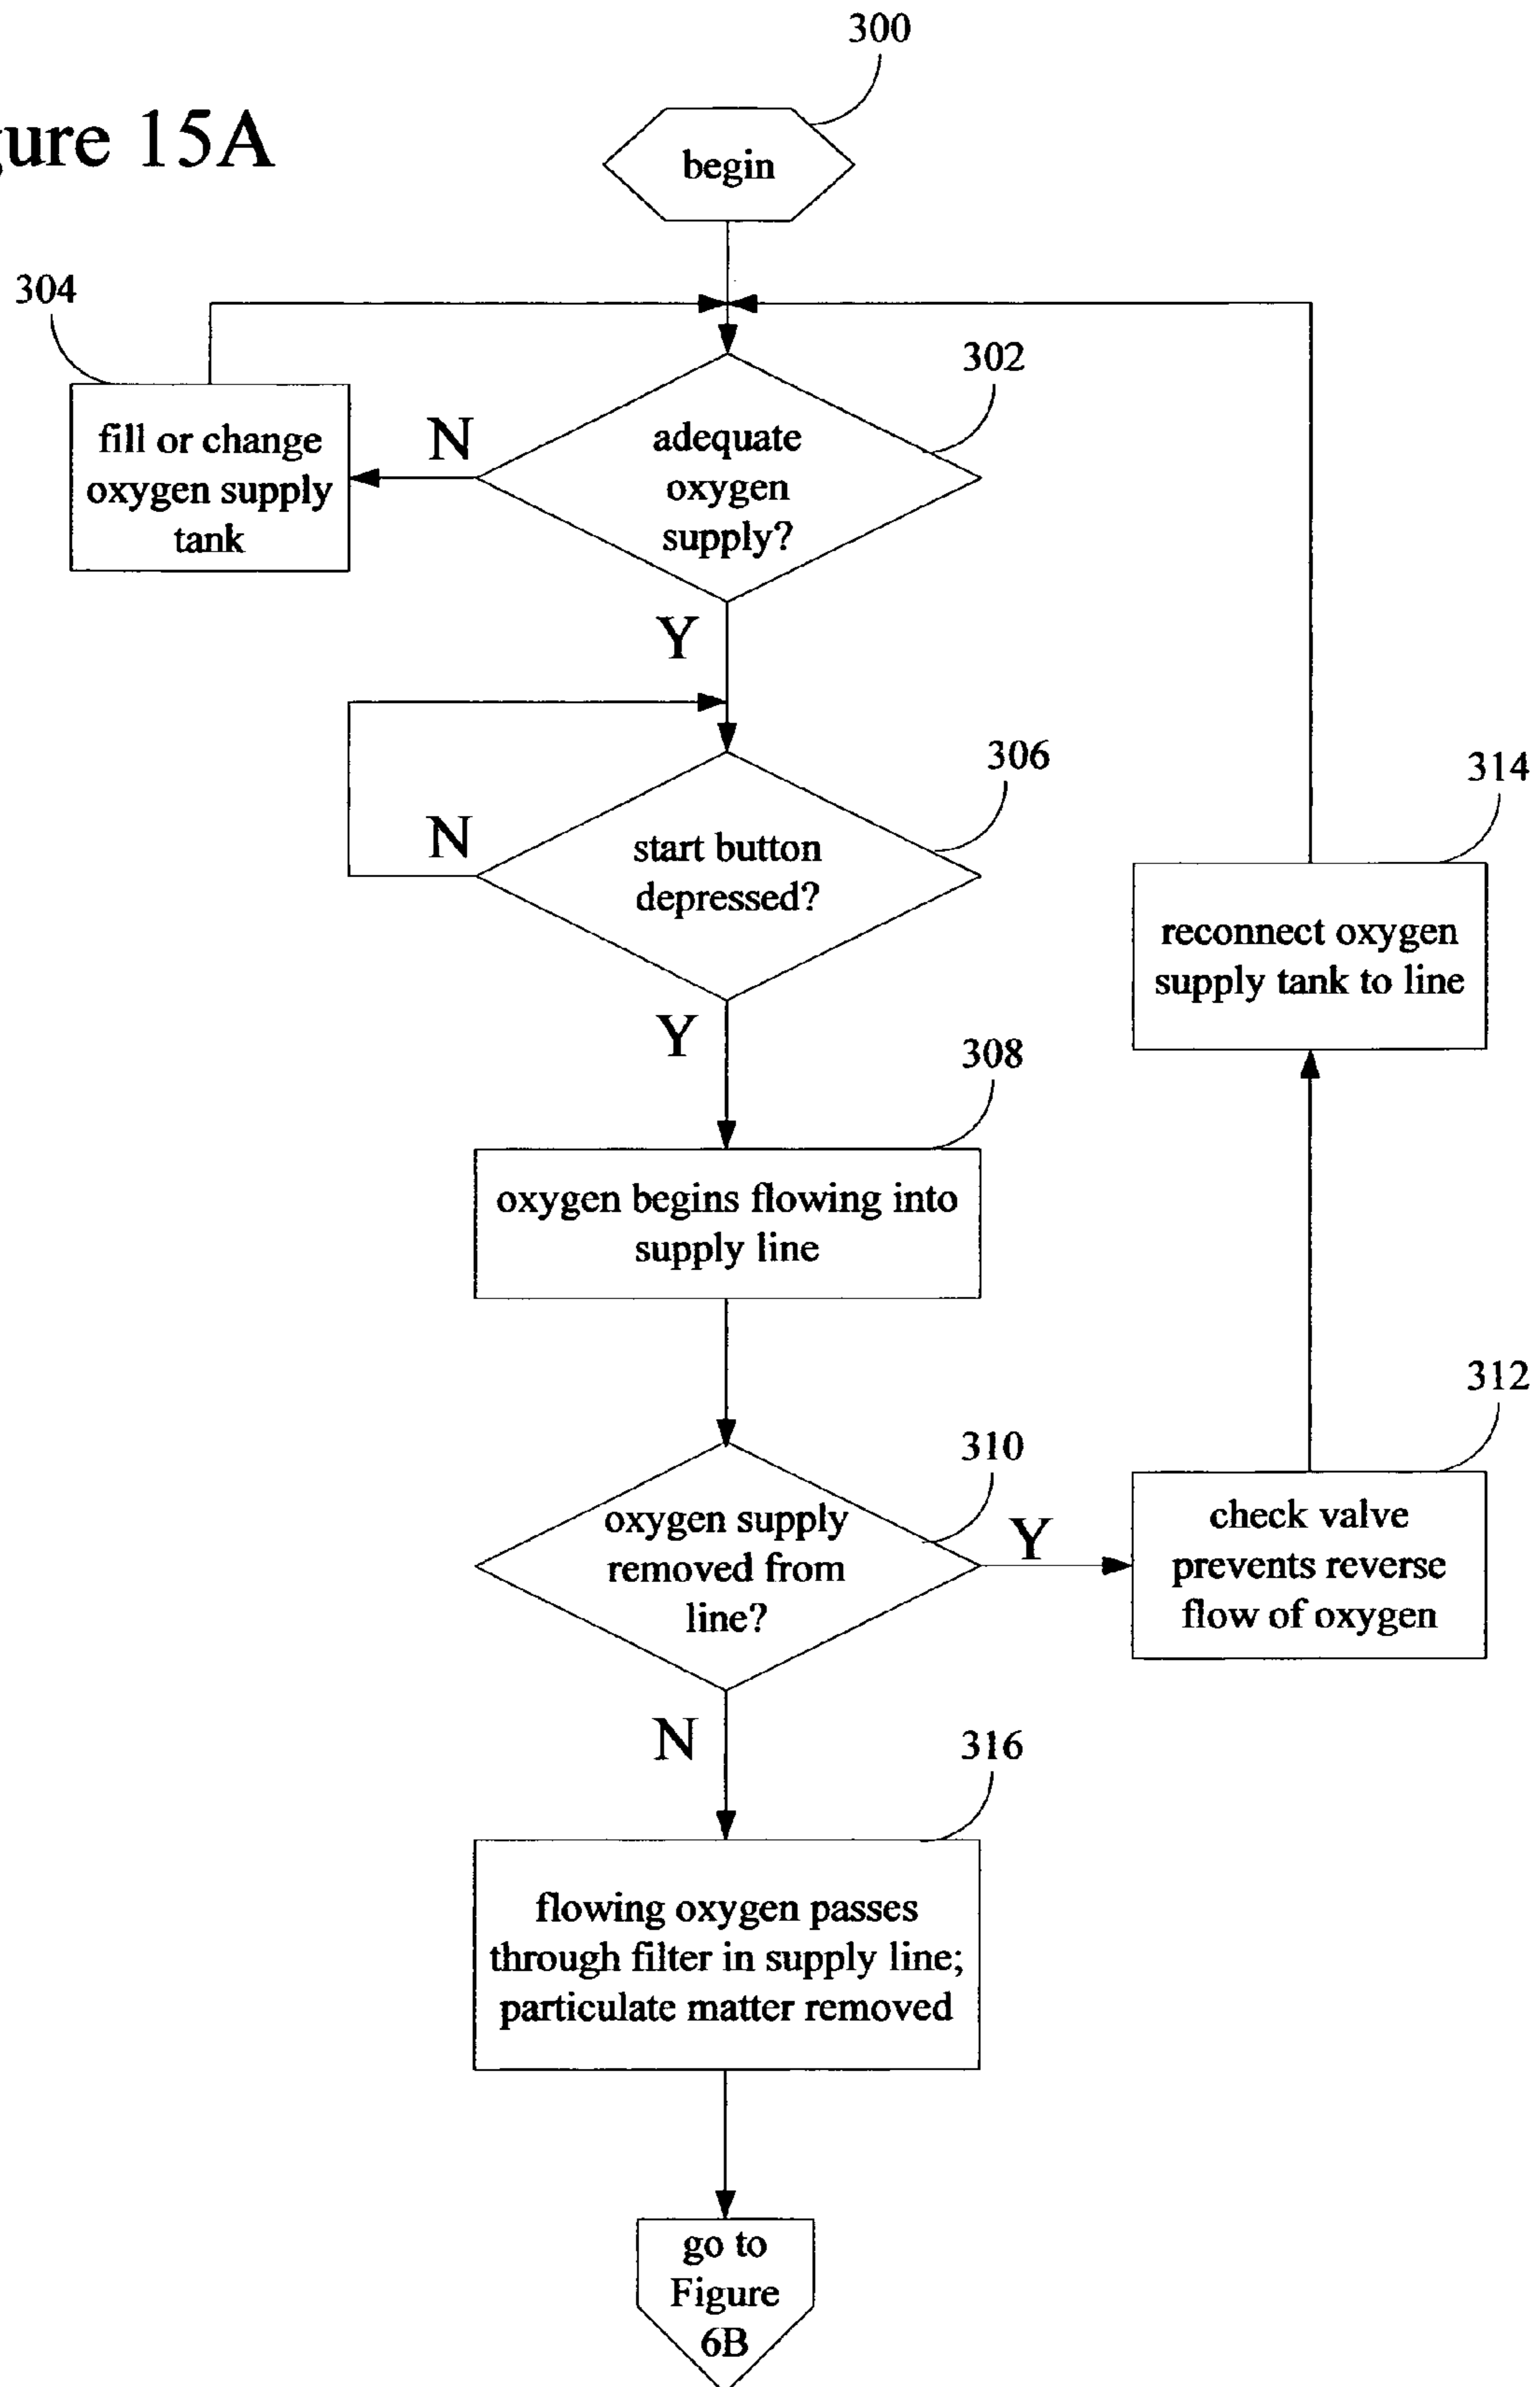 300
gure 15A
begin
304
302
fill or change
oxygen supply
tank
N
adequate
oxygen
supply?
Y
306
314
N
start button
depressed?
reconnect oxygen
supply tank to line
Y
308
oxygen begins flowing into
supply line
312
310
oxygen supply
removed from
line?
Y
check valve
prevents reverse
flow of oxygen
N
316
flowing oxygen passes
through filter in supply line;
particulate matter removed
go to
Figure
6B